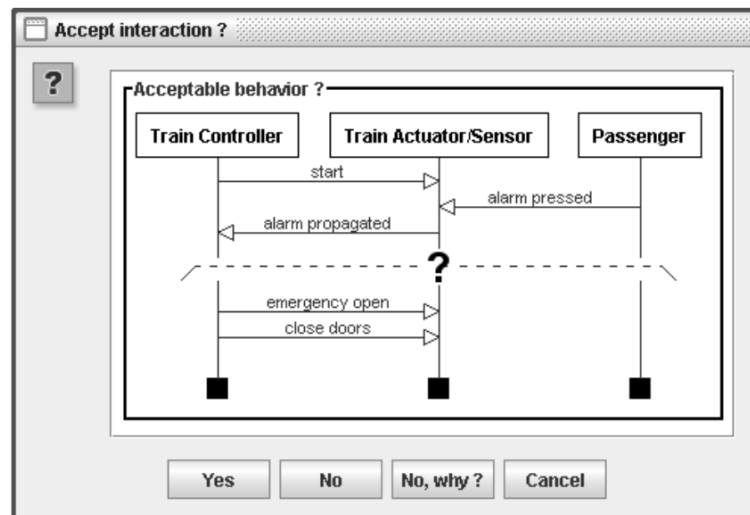 Accept interaction ?
?
Acceptable behavior ?
Train Controller Train Actuator/Sensor Passenger
start
alarm pressed
alarm propagated
?
emergency open
close doors
Yes No No, why ? Cancel